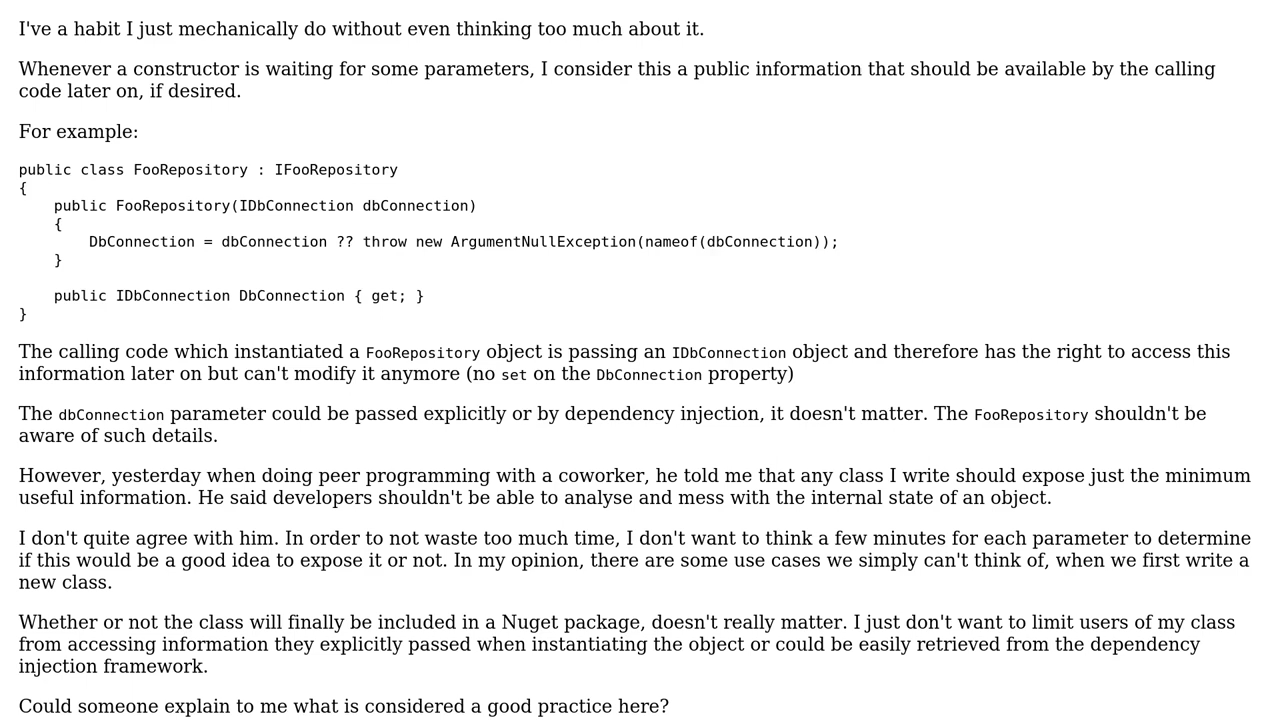 I've a habit I just mechanically do without even thinking too much about it.
Whenever a constructor is waiting for some parameters, I consider this a public information that should be available by the calling
code later on, if desired.
For example:
public class FooRepository : IFooRepository
{
    public FooRepository(IDbConnection dbConnection)
    {
        DbConnection = dbConnection ?? throw new ArgumentNullException(nameof(dbConnection));
    }
    public IDbConnection DbConnection { get; }
}
The calling code which instantiated a FooRepository object is passing an IDbConnection object and therefore has the right to access this
information later on but can't modify it anymore (no set on the DbConnection property)
The dbConnection parameter could be passed explicitly or by dependency injection, it doesn't matter. The FooRepository shouldn't be
aware of such details.
However, yesterday when doing peer programming with a coworker, he told me that any class I write should expose just the minimum
useful information. He said developers shouldn't be able to analyse and mess with the internal state of an object.
I don't quite agree with him. In order to not waste too much time, I don't want to think a few minutes for each parameter to determine
if this would be a good idea to expose it or not. In my opinion, there are some use cases we simply can't think of, when we first write a
new class.
Whether or not the class will finally be included in a Nuget package, doesn't really matter. I just don't want to limit users of my class
from accessing information they explicitly passed when instantiating the object or could be easily retrieved from the dependency
injection framework.
Could someone explain to me what is considered a good practice here?